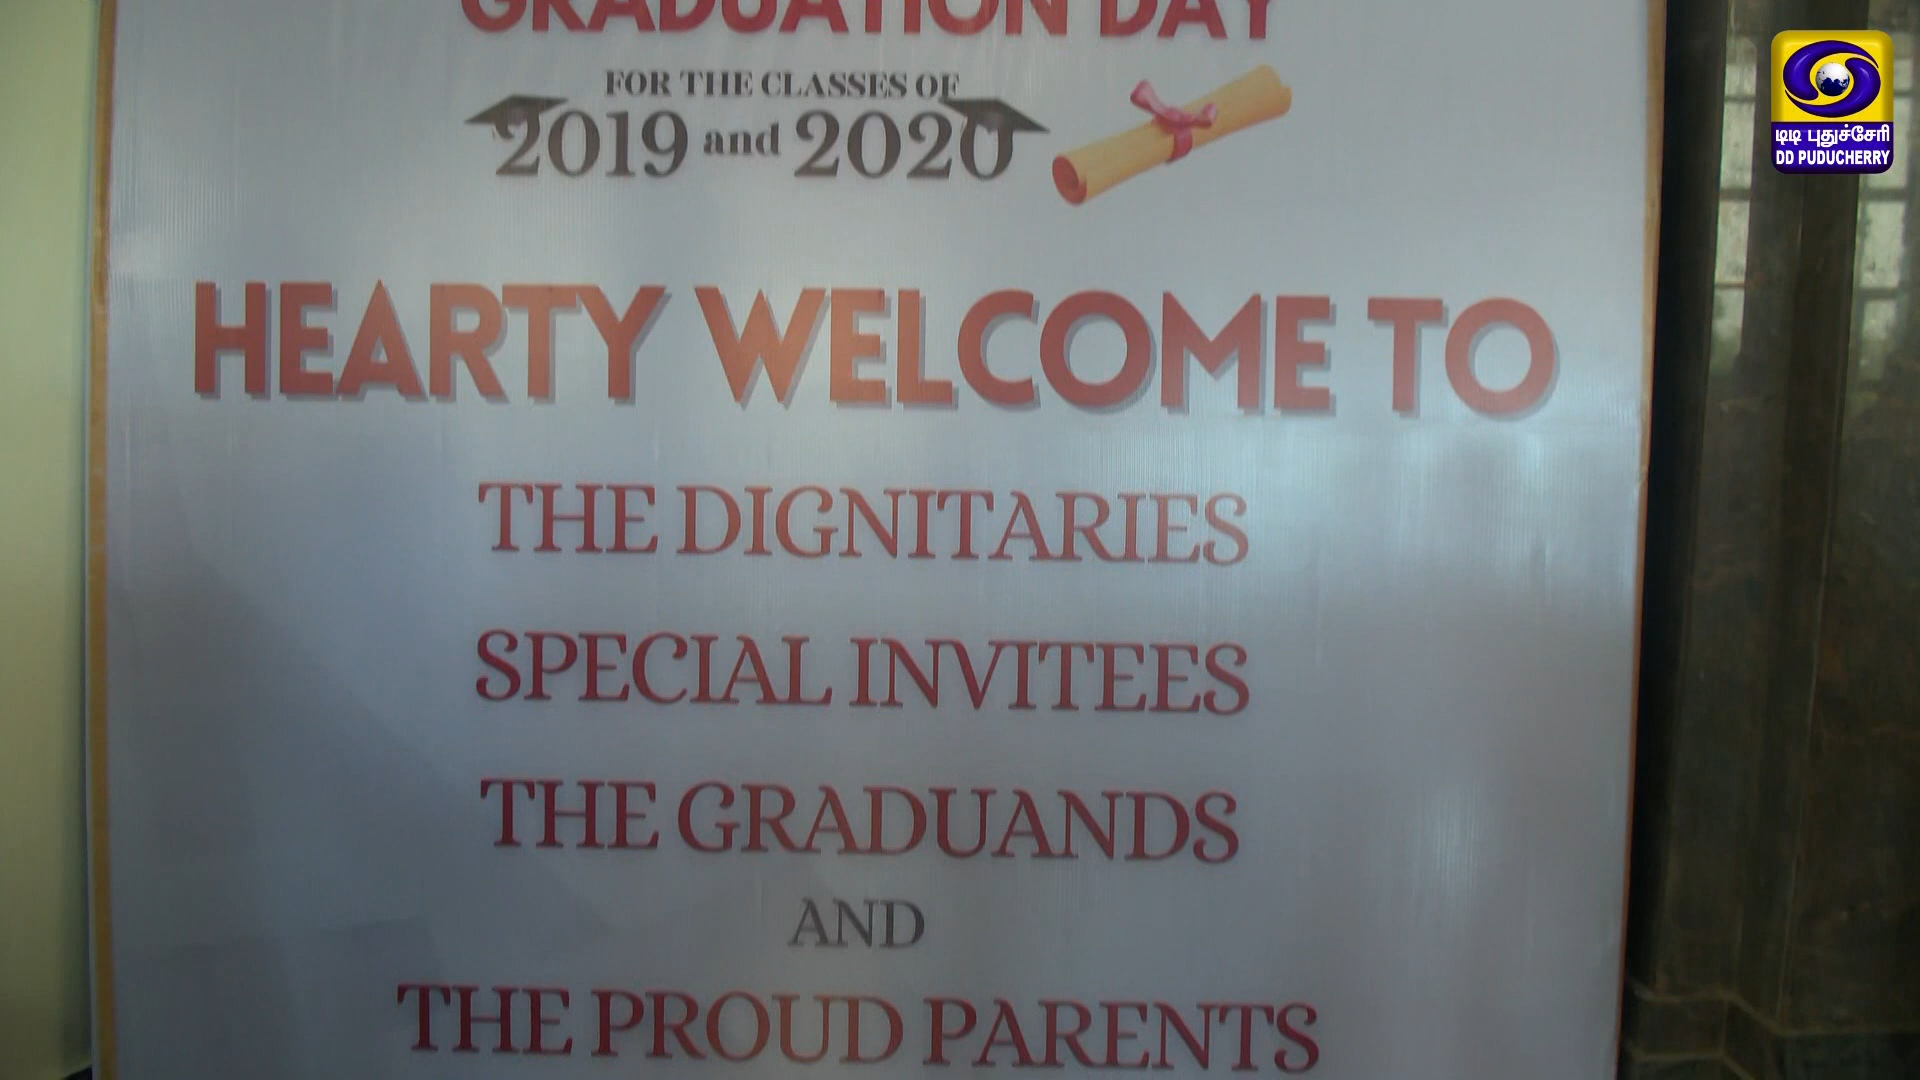 GRADUATION DAY
FOR THE CLASSES OF
2019 and 2020
HEARTY WELCOME TO
THE DIGNITARIES
SPECIAL INVITEES
THE GRADUANDS
AND
THE PROUD PARENTS
டிடி புதுச்சேரி
DD PUDUCHERRY